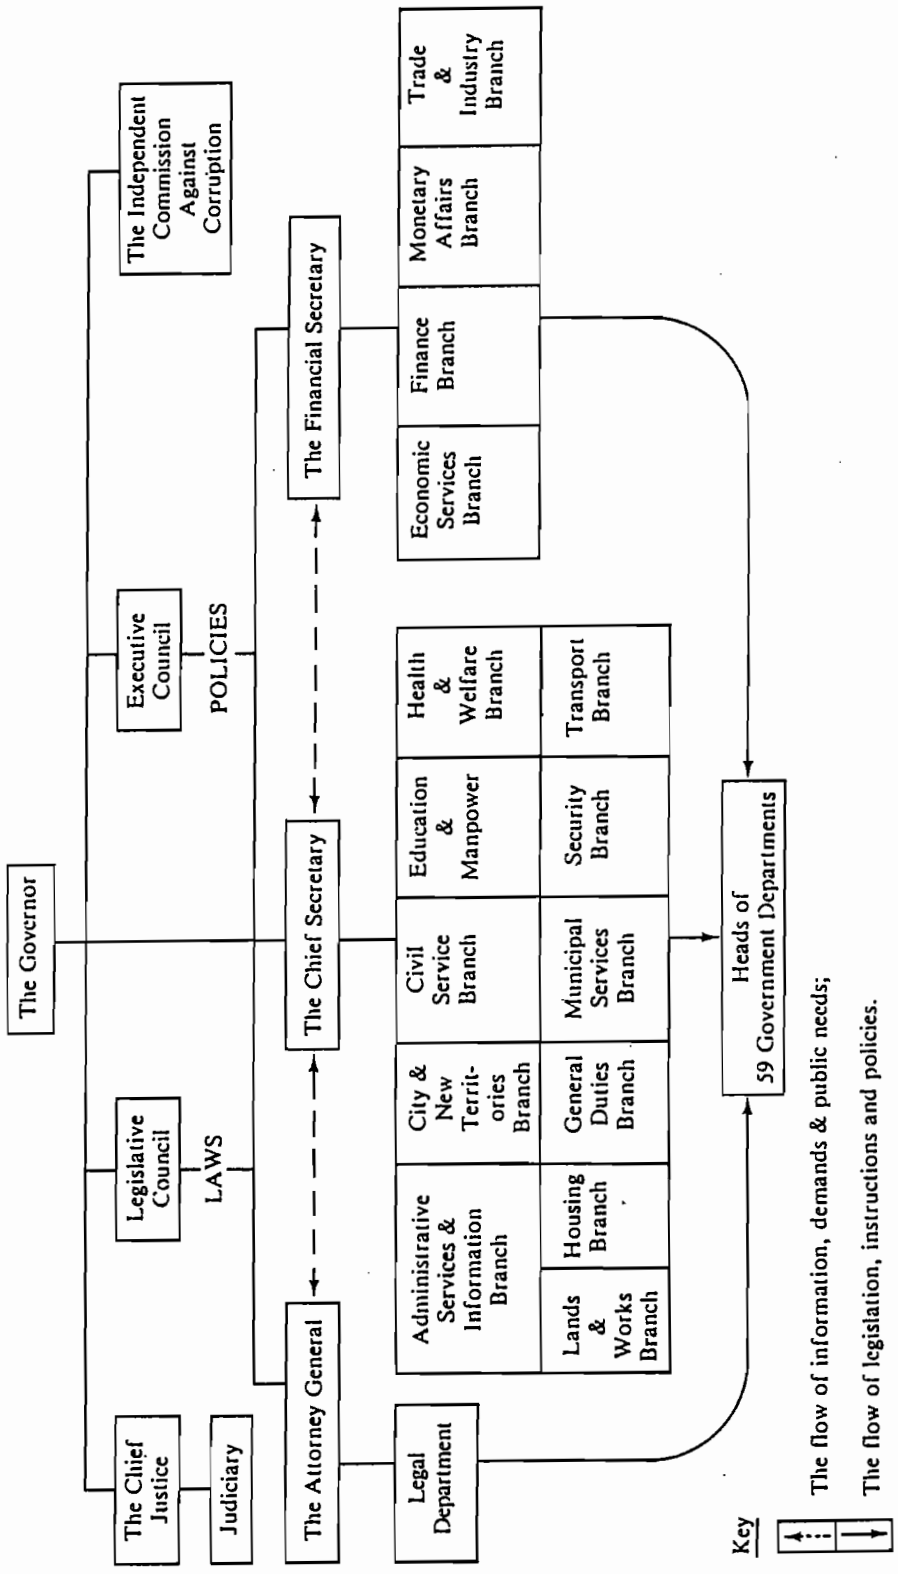 The Governor
The Chief
Justice
Judiciary
Legislative
Council
LAWS
Executive
Council
POLICIES
The Independent
Commission
Against
Corruption
The Attorney General
The Chief Secretary
The Financial Secretary
Legal
Department
Administrative
Services &
Information
Branch
City &
New
Territ-
ories
Branch
Civil
Service
Branch
Education
&
Manpower
Health
&
Welfare
Branch
Lands
&
Works
Branch
Housing
Branch
General
Duties
Branch
Municipal
Services
Branch
Security
Branch
Transport
Branch
Economic
Services
Branch
Finance
Branch
Monetary
Affairs
Branch
Trade
&
Industry
Branch
Heads of
59 Government Departments
Key
The flow of information, demands & public needs;
The flow of legislation, instructions and policies.